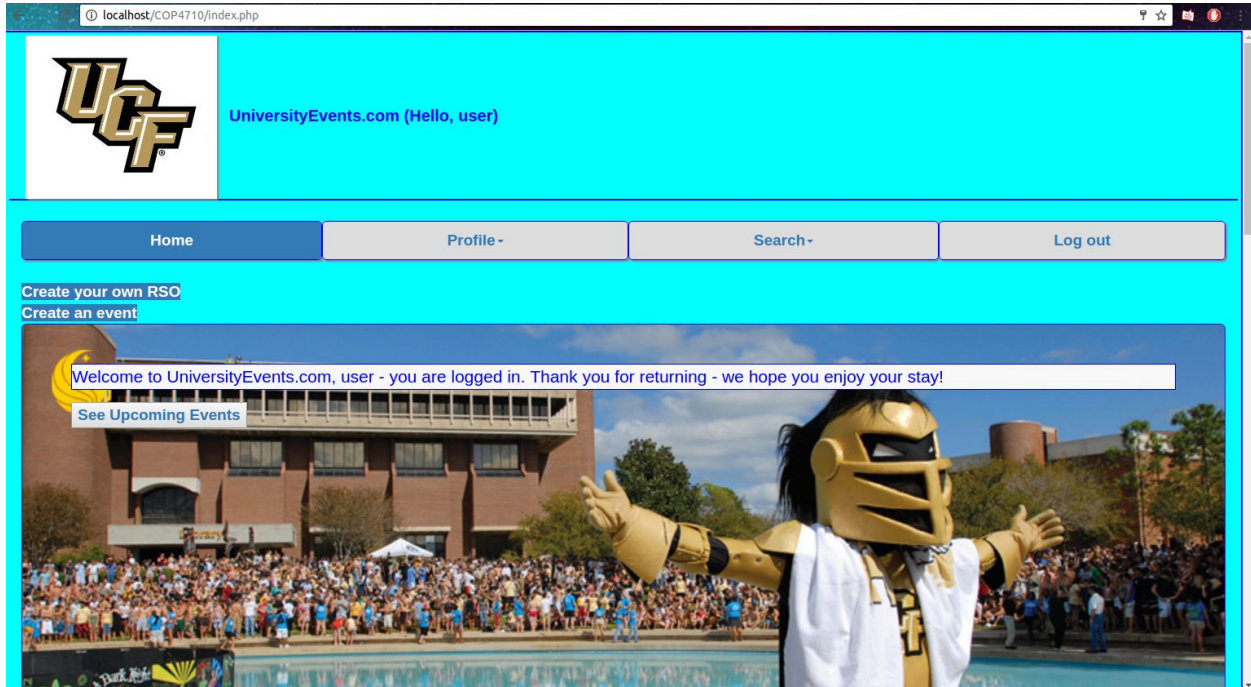 localhost/COP4710/index.php
UCF
UniversityEvents.com (Hello, user)
Home Profile Search Log out
Create your own RSO
Create an event
Welcome to UniversityEvents.com, user - you are logged in. Thank you for returning - we hope you enjoy your stay!
See Upcoming Events